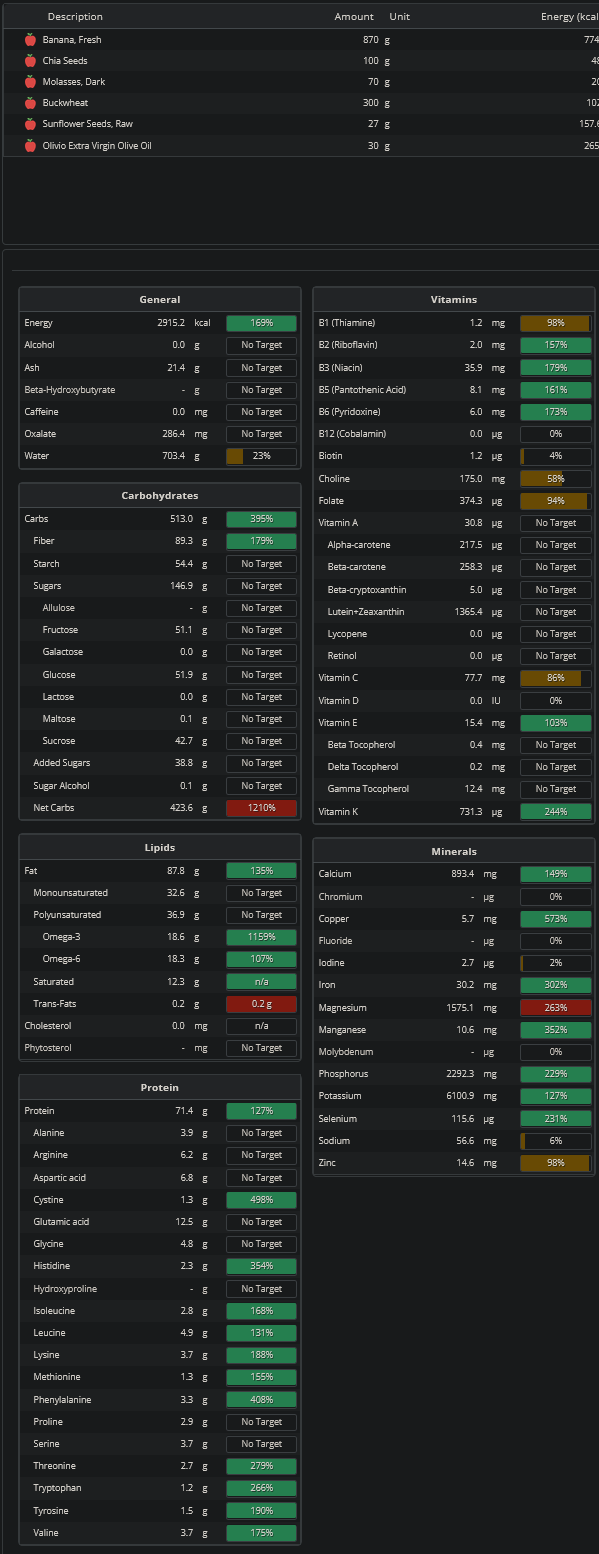 Description Amount Unit Energy (kcal
Banana, Fresh 870 g 774
Chia Seeds 100 g 48
Molasses, Dark 70 g 20
Buckwheat 300 g 102
Sunflower Seeds, Raw 27 g 157.6
Olivio Extra Virgin Olive Oil 30 g 265
General
Energy 2915.2 kcal 169%
Alcohol 0.0 g No Target
Ash 21.4 g No Target
Beta-Hydroxybutyrate - g No Target
Caffeine 0.0 mg No Target
Oxalate 286.4 mg No Target
Water 703.4 g 23%
Carbohydrates
Carbs 513.0 g 395%
Fiber 89.3 g 179%
Starch 54.4 g No Target
Sugars 146.9 g No Target
Allulose - g No Target
Fructose 51.1 g No Target
Galactose 0.0 g No Target
Glucose 51.9 g No Target
Lactose 0.0 g No Target
Maltose 0.1 g No Target
Sucrose 42.7 g No Target
Added Sugars 38.8 g No Target
Sugar Alcohol 0.1 g No Target
Net Carbs 423.6 g 1210%
Lipids
Fat 87.8 g 135%
Monounsaturated 32.6 g No Target
Polyunsaturated 36.9 g No Target
Omega-3 18.6 g 1159%
Omega-6 18.3 g 107%
Saturated 12.3 g n/a
Trans-Fats 0.2 g 0.2 g
Cholesterol 0.0 mg n/a
Phytosterol - mg No Target
Protein
Protein 71.4 g 127%
Alanine 3.9 g No Target
Arginine 6.2 g No Target
Aspartic acid 6.8 g No Target
Cystine 1.3 g 498%
Glutamic acid 12.5 g No Target
Glycine 4.8 g No Target
Histidine 2.3 g 354%
Hydroxyproline - g No Target
Isoleucine 2.8 g 168%
Leucine 4.9 g 131%
Lysine 3.7 g 188%
Methionine 1.3 g 155%
Phenylalanine 3.3 g 408%
Proline 2.9 g No Target
Serine 3.7 g No Target
Threonine 2.7 g 279%
Tryptophan 1.2 g 266%
Tyrosine 1.5 g 190%
Valine 3.7 g 175%
Vitamins
B1 (Thiamine) 1.2 mg 98%
B2 (Riboflavin) 2.0 mg 157%
B3 (Niacin) 35.9 mg 179%
B5 (Pantothenic Acid) 8.1 mg 161%
B6 (Pyridoxine) 6.0 mg 173%
B12 (Cobalamin) 0.0 µg 0%
Biotin 1.2 µg 4%
Choline 175.0 mg 58%
Folate 374.3 µg 94%
Vitamin A 30.8 µg No Target
Alpha-carotene 217.5 µg No Target
Beta-carotene 258.3 µg No Target
Beta-cryptoxanthin 5.0 µg No Target
Lutein+Zeaxanthin 1365.4 µg No Target
Lycopene 0.0 µg No Target
Retinol 0.0 µg No Target
Vitamin C 77.7 mg 86%
Vitamin D 0.0 IU 0%
Vitamin E 15.4 mg 103%
Beta Tocopherol 0.4 mg No Target
Delta Tocopherol 0.2 mg No Target
Gamma Tocopherol 12.4 mg No Target
Vitamin K 731.3 µg 244%
Minerals
Calcium 893.4 mg 149%
Chromium - µg 0%
Copper 5.7 mg 573%
Fluoride - µg 0%
Iodine 2.7 µg 2%
Iron 30.2 mg 302%
Magnesium 1575.1 mg 263%
Manganese 10.6 mg 352%
Molybdenum - µg 0%
Phosphorus 2292.3 mg 229%
Potassium 6100.9 mg 127%
Selenium 115.6 µg 231%
Sodium 56.6 mg 6%
Zinc 14.6 mg 98%